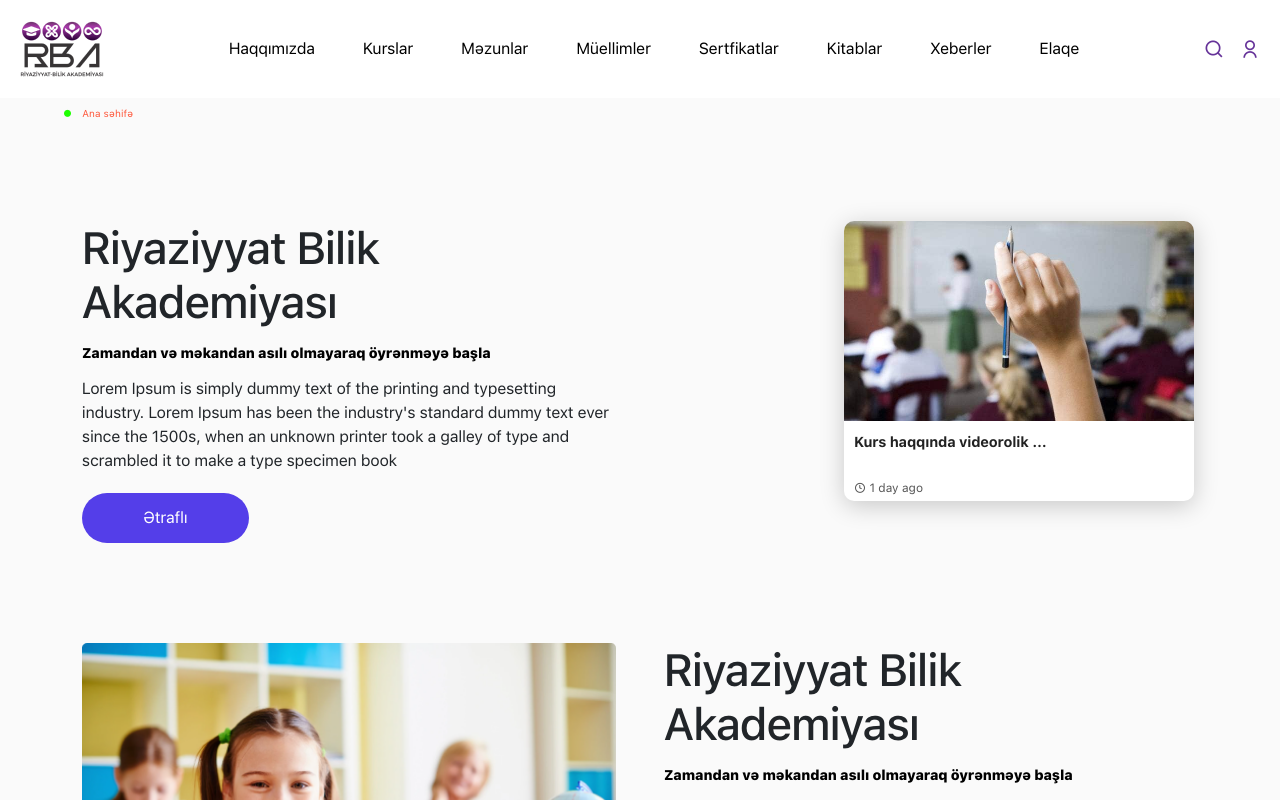 RBA
RİYAZİYYAT-BİLİK AKADEMİYASI
Haqqımızda
Kurslar
Məzunlar
Müellimler
Sertfikatlar
Kitablar
Xeberler
Elaqe
Ana səhifə
Riyaziyyat Bilik
Akademiyası
Zamandan və məkandan asılı olmayaraq öyrənməyə başla
Lorem Ipsum is simply dummy text of the printing and typesetting
industry. Lorem Ipsum has been the industry's standard dummy text ever
since the 1500s, when an unknown printer took a galley of type and
scrambled it to make a type specimen book
Ətraflı
Kurs haqqında videorolik ...
1 day ago
Riyaziyyat Bilik
Akademiyası
Zamandan və məkandan asılı olmayaraq öyrənməyə başla